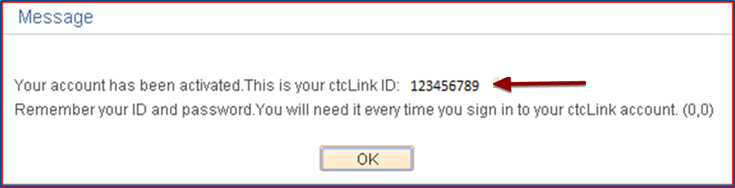 Message
Your account has been activated.This is your ctcLink ID: 123456789
Remember your ID and password.You will need it every time you sign in to your ctcLink account. (0,0)
OK